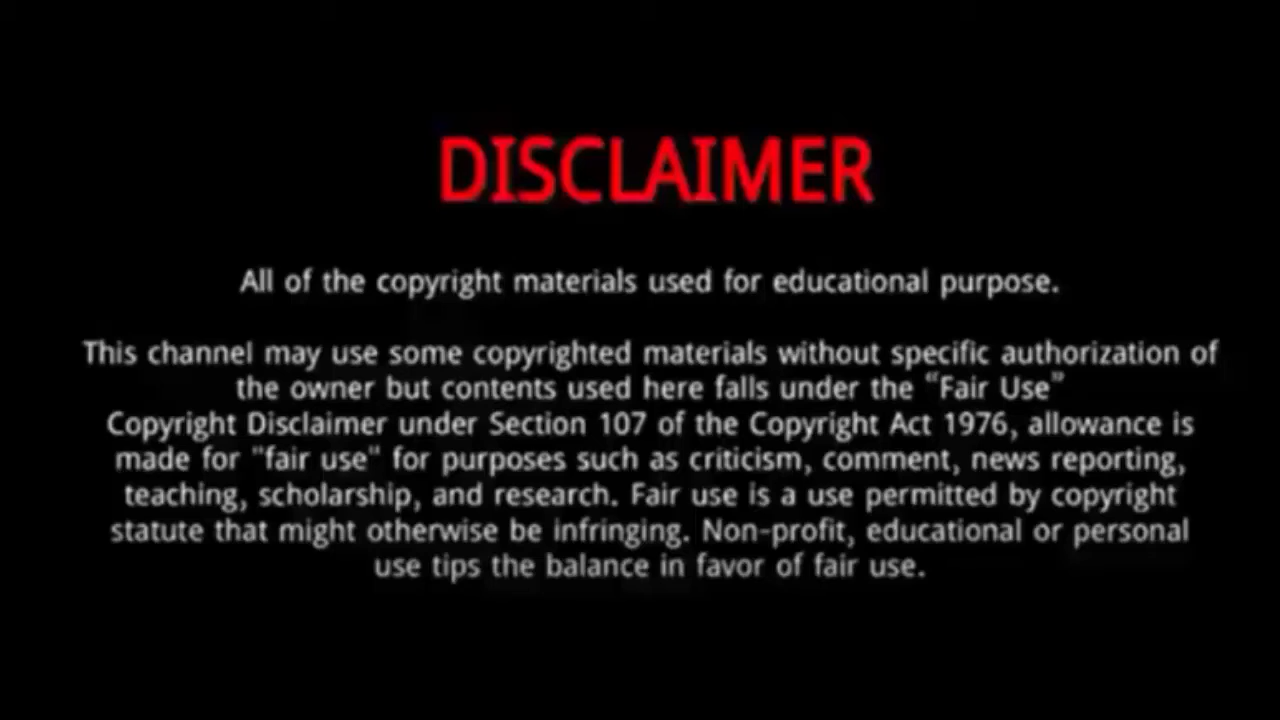 DISCLAIMER
All of the copyright materials used for educational purpose.
This channel may use some copyrighted materials without specific authorization of
the owner but contents used here falls under the “Fair Use”
Copyright Disclaimer under Section 107 of the Copyright Act 1976, allowance is
made for "fair use" for purposes such as criticism, comment, news reporting,
teaching, scholarship, and research. Fair use is a use permitted by copyright
statute that might otherwise be infringing. Non-profit, educational or personal
use tips the balance in favor of fair use.